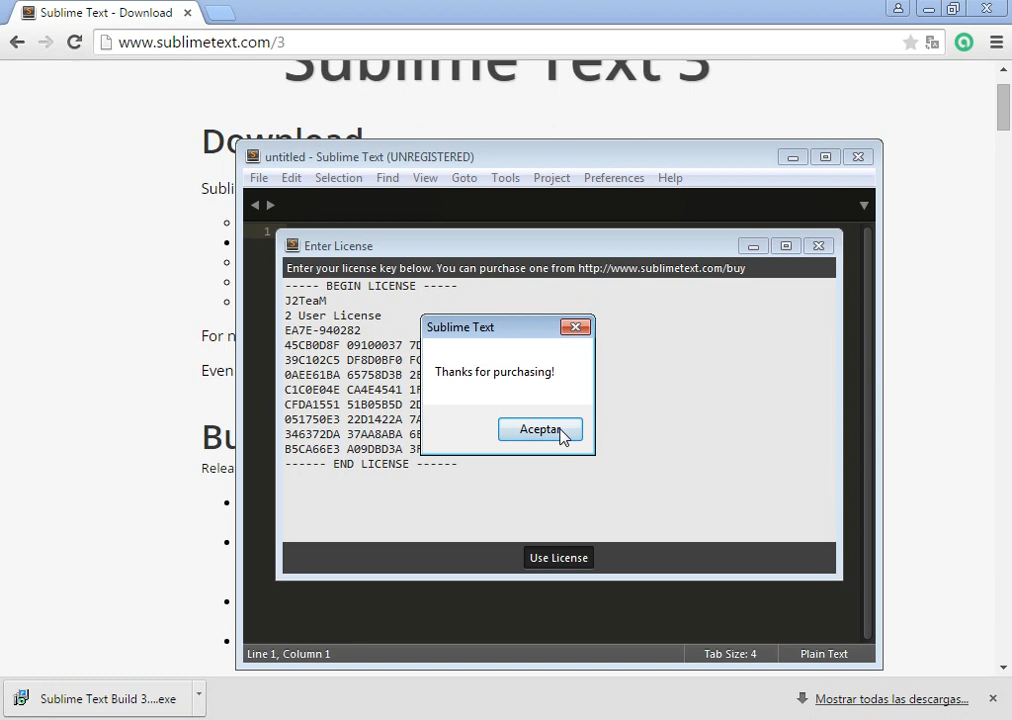 Sublime Text - Download
www.sublimetext.com/3
Sublime Text 3
Download
untitled - Sublime Text (UNREGISTERED)
File Edit Selection Find View Goto Tools Project Preferences Help
1
Enter License
Enter your license key below. You can purchase one from http://www.sublimetext.com/buy
----- BEGIN LICENSE -----
J2TeaM
2 User License
EA7E-940282
45CB0D8F 09100037
39C102C5 DF8D0BF0
0AEE61BA 65758D3B
C1C0E04E CA4E4541
CFDA1551 51B05B5D
051750E3 22D1422A
346372DA 37AA8ABA
B5CA66E3 A09DBD3A
------ END LICENSE ------
Sublime Text
Thanks for purchasing!
Aceptar
Use License
Line 1, Column 1
Tab Size: 4
Plain Text
For
Even
Sublime Text Build 3....exe
Mostrar todas las descargas...